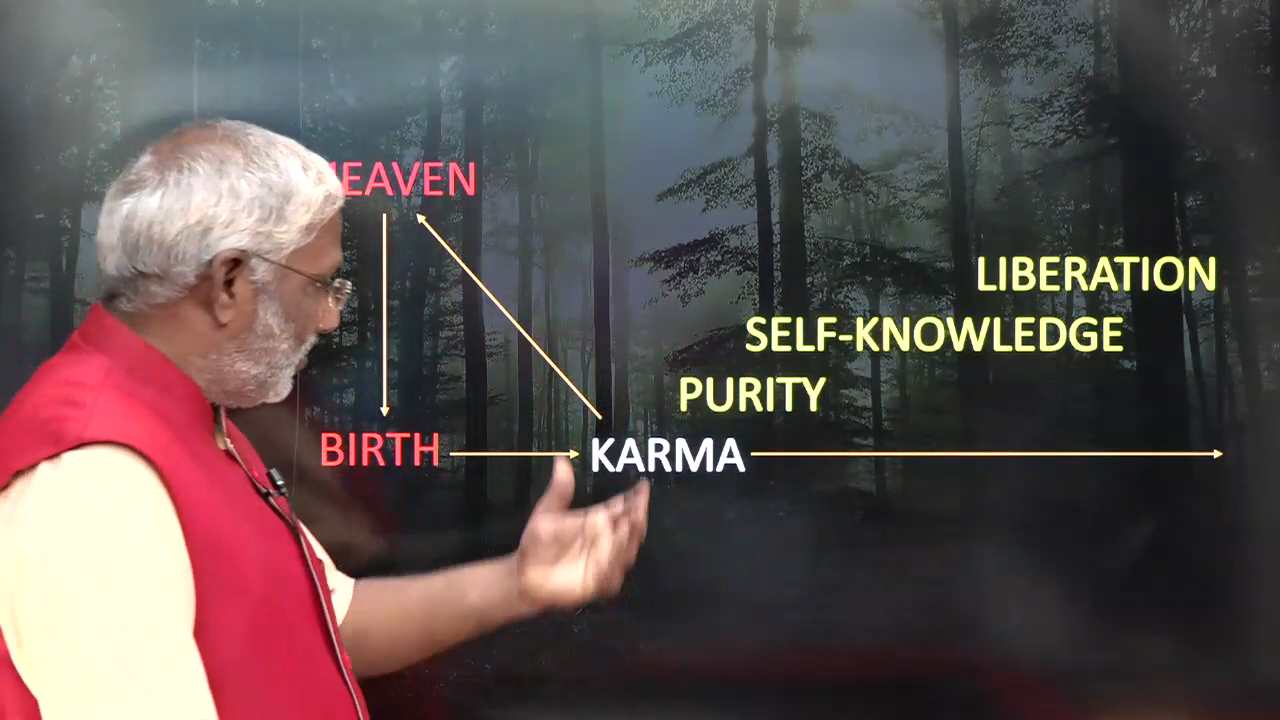 EAVEN
LIBERATION
SELF-KNOWLEDGE
PURITY
BIRTH
KARMA